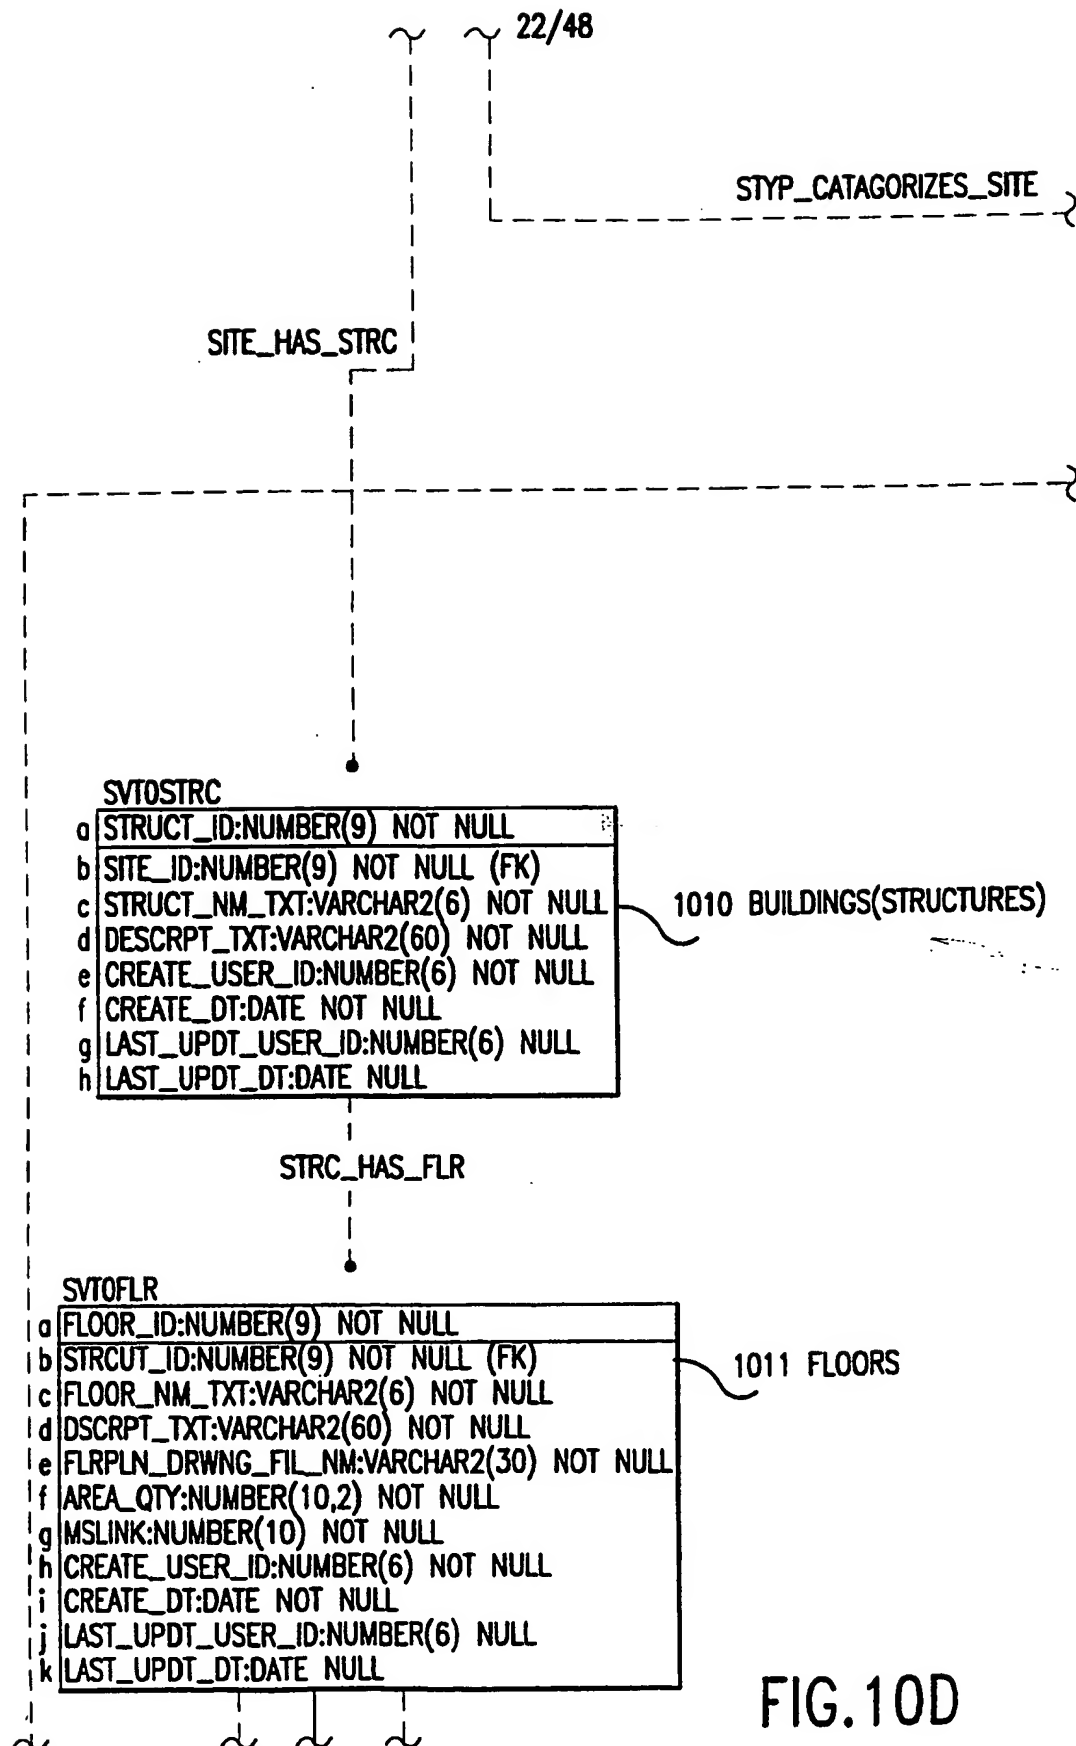 22/48
STYP_CATAGORIZES_SITE
SITE_HAS_STRC
SVTOSTRC
a STRUCT_ID:NUMBER(9) NOT NULL
b SITE_ID:NUMBER(9) NOT NULL (FK)
c STRUCT_NM_TXT:VARCHAR2(6) NOT NULL
1010 BUILDINGS(STRUCTURES)
d DESCRPT_TXT:VARCHAR2(60) NOT NULL
e CREATE_USER_ID:NUMBER(6) NOT NULL
f CREATE_DT:DATE NOT NULL
g LAST_UPDT_USER_ID:NUMBER(6) NULL
h LAST_UPDT_DT:DATE NULL
STRC_HAS_FLR
SVTOFLR
a FLOOR_ID:NUMBER(9) NOT NULL
b STRCUT_ID:NUMBER(9) NOT NULL (FK)
1011 FLOORS
c FLOOR_NM_TXT:VARCHAR2(6) NOT NULL
d DSCRPT_TXT:VARCHAR2(60) NOT NULL
e FLRPLN_DRWNG_FIL_NM:VARCHAR2(30) NOT NULL
f AREA_QTY:NUMBER(10,2) NOT NULL
g MSLINK:NUMBER(10) NOT NULL
h CREATE_USER_ID:NUMBER(6) NOT NULL
i CREATE_DT:DATE NOT NULL
j LAST_UPDT_USER_ID:NUMBER(6) NULL
k LAST_UPDT_DT:DATE NULL
FIG.10D